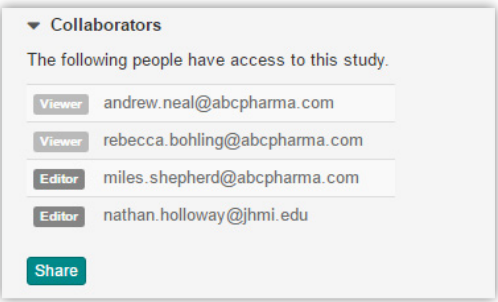 Collaborators
The following people have access to this study.
Viewer andrew.neal@abcpharma.com
Viewer rebecca.bohling@abcpharma.com
Editor miles.shepherd@abcpharma.com
Editor nathan.holloway@jhmi.edu
Share